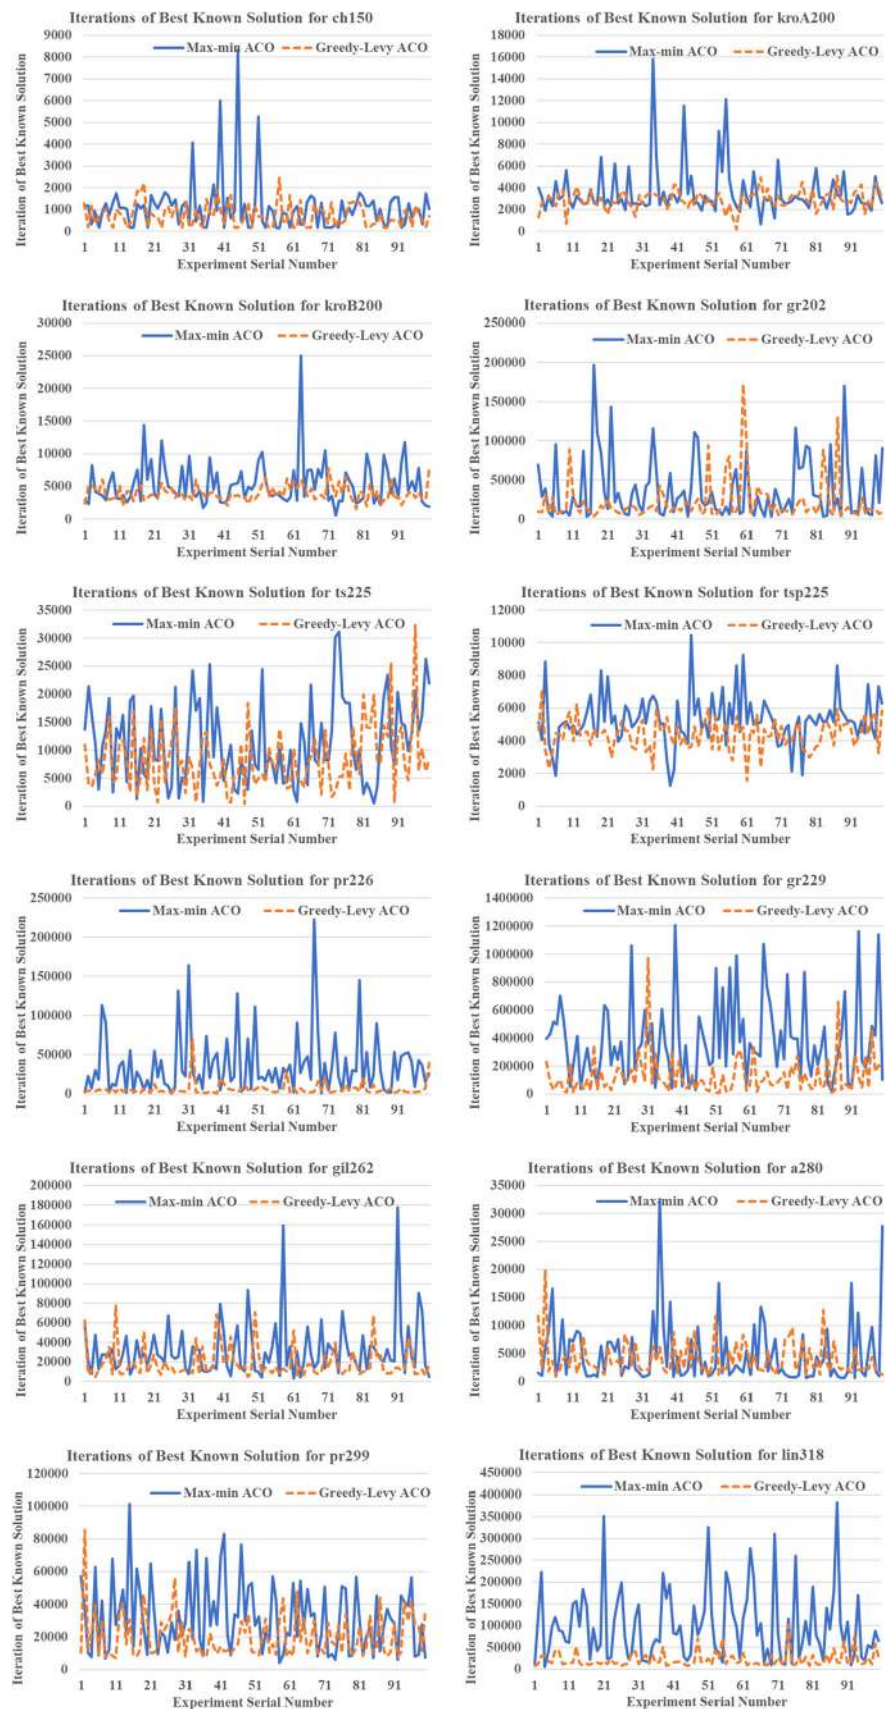 Iterations of Best Known Solution for ch150
Iteration of Best Known Solution
9000
8000
7000
6000
5000
4000
3000
2000
1000
0
Max-min ACO
Greedy-Levy ACO
1 11 21 31 41 51 61 71 81 91
Experiment Serial Number
Iterations of Best Known Solution for kroA200
Iteration of Best Known Solution
18000
16000
14000
12000
10000
8000
6000
4000
2000
0
Max-min ACO
Greedy-Levy ACO
1 11 21 31 41 51 61 71 81 91
Experiment Serial Number
Iterations of Best Known Solution for kroB200
Iteration of Best Known Solution
30000
25000
20000
15000
10000
5000
0
Max-min ACO
Greedy-Levy ACO
1 11 21 31 41 51 61 71 81 91
Experiment Serial Number
Iterations of Best Known Solution for gr202
Iteration of Best Known Solution
250000
200000
150000
100000
50000
0
Max-min ACO
Greedy-Levy ACO
1 11 21 31 41 51 61 71 81 91
Experiment Serial Number
Iterations of Best Known Solution for ts225
Iteration of Best Known Solution
35000
30000
25000
20000
15000
10000
5000
0
Max-min ACO
Greedy-Levy ACO
1 11 21 31 41 51 61 71 81 91
Experiment Serial Number
Iterations of Best Known Solution for tsp225
Iteration of Best Known Solution
12000
10000
8000
6000
4000
2000
0
Max-min ACO
Greedy-Levy ACO
1 11 21 31 41 51 61 71 81 91
Experiment Serial Number
Iterations of Best Known Solution for pr226
Iteration of Best Known Solution
250000
200000
150000
100000
50000
0
Max-min ACO
Greedy-Levy ACO
1 11 21 31 41 51 61 71 81 91
Experiment Serial Number
Iterations of Best Known Solution for gr229
Iteration of Best Known Solution
1400000
1200000
1000000
800000
600000
400000
200000
0
Max-min ACO
Greedy-Levy ACO
1 11 21 31 41 51 61 71 81 91
Experiment Serial Number
Iterations of Best Known Solution for gil262
Iteration of Best Known Solution
200000
180000
160000
140000
120000
100000
80000
60000
40000
20000
0
Max-min ACO
Greedy-Levy ACO
1 11 21 31 41 51 61 71 81 91
Experiment Serial Number
Iterations of Best Known Solution for a280
Iteration of Best Known Solution
35000
30000
25000
20000
15000
10000
5000
0
Max-min ACO
Greedy-Levy ACO
1 11 21 31 41 51 61 71 81 91
Experiment Serial Number
Iterations of Best Known Solution for pr299
Iteration of Best Known Solution
120000
100000
80000
60000
40000
20000
0
Max-min ACO
Greedy-Levy ACO
1 11 21 31 41 51 61 71 81 91
Experiment Serial Number
Iterations of Best Known Solution for lin318
Iteration of Best Known Solution
450000
400000
350000
300000
250000
200000
150000
100000
50000
0
Max-min ACO
Greedy-Levy ACO
1 11 21 31 41 51 61 71 81 91
Experiment Serial Number